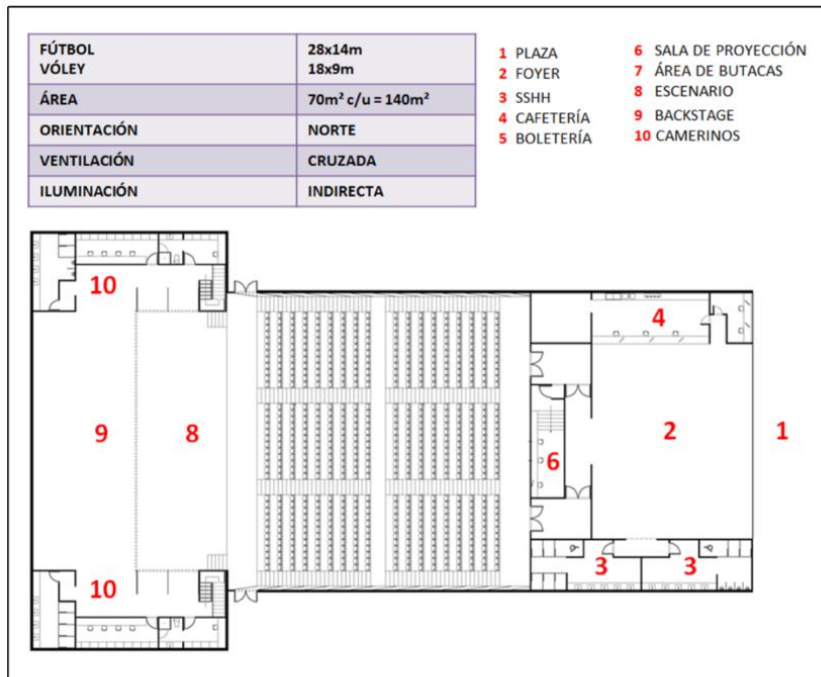 FÚTBOL 28x14m
VÓLEY 18x9m
ÁREA 70m² c/u = 140m²
ORIENTACIÓN NORTE
VENTILACIÓN CRUZADA
ILUMINACIÓN INDIRECTA
1 PLAZA
2 FOYER
3 SSHH
4 CAFETERÍA
5 BOLETERÍA
6 SALA DE PROYECCIÓN
7 ÁREA DE BUTACAS
8 ESCENARIO
9 BACKSTAGE
10 CAMERINOS
10
4
9
8
6
2
1
10
3
3